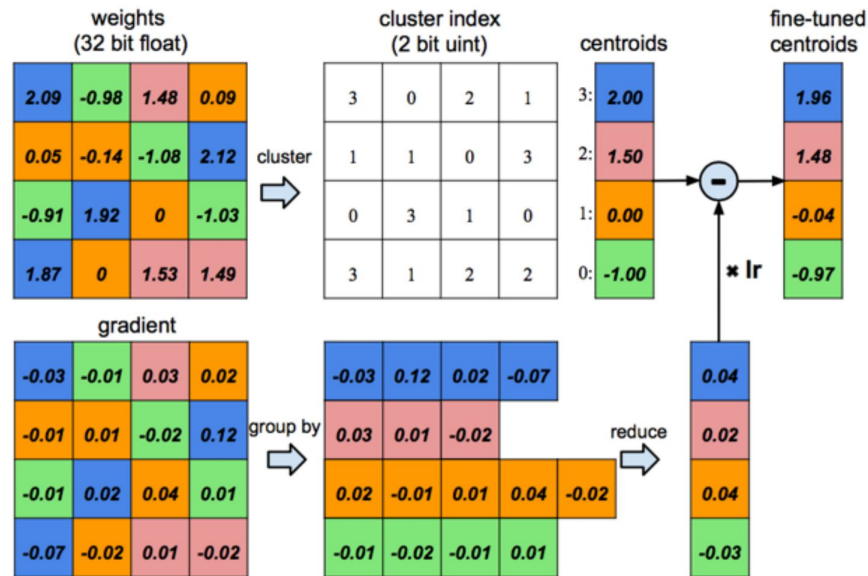 weights
(32 bit float)
cluster index
(2 bit uint)
centroids
fine-tuned
centroids
2.09 -0.98 1.48 0.09
0.05 -0.14 -1.08 2.12
-0.91 1.92 0 -1.03
1.87 0 1.53 1.49
cluster
3 0 2 1
1 1 0 3
0 3 1 0
3 1 2 2
3: 2.00
2: 1.50
1: 0.00
0: -1.00
-
× lr
1.96
1.48
-0.04
-0.97
gradient
-0.03 -0.01 0.03 0.02
-0.01 0.01 -0.02 0.12
-0.01 0.02 0.04 0.01
-0.07 -0.02 0.01 -0.02
group by
-0.03 0.12 0.02 -0.07
0.03 0.01 -0.02
0.02 -0.01 0.01 0.04 -0.02
-0.01 -0.02 -0.01 0.01
reduce
0.04
0.02
0.04
-0.03